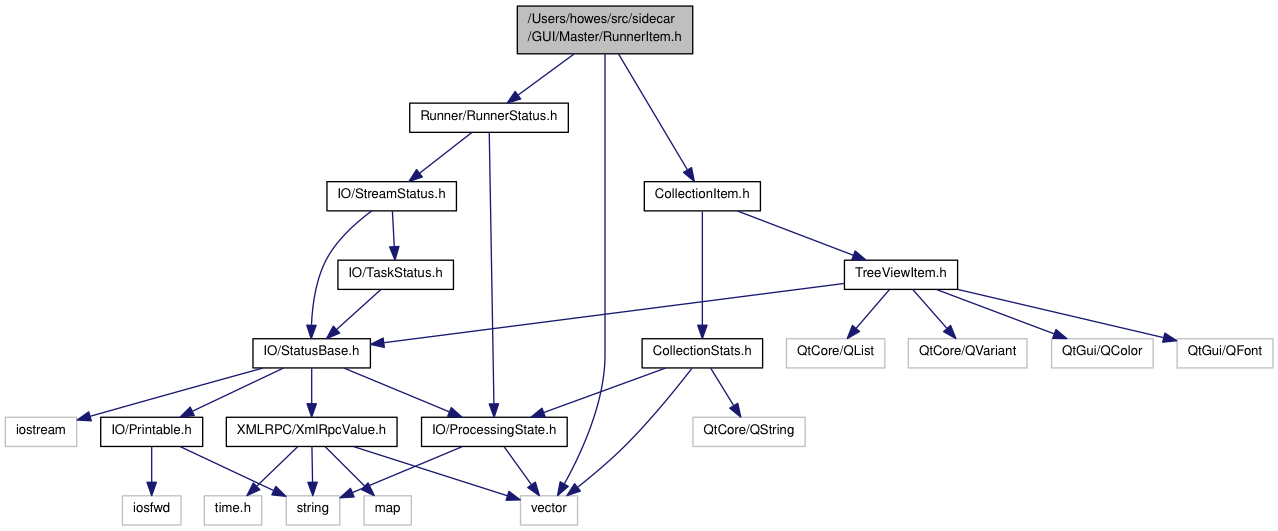 /Users/howes/src/sidecar
/GUI/Master/RunnerItem.h
Runner/RunnerStatus.h
IO/StreamStatus.h
CollectionItem.h
IO/TaskStatus.h
TreeViewItem.h
IO/StatusBase.h
CollectionStats.h
QtCore/QList
QtCore/QVariant
QtGui/QColor
QtGui/QFont
iostream
IO/Printable.h
XMLRPC/XmlRpcValue.h
IO/ProcessingState.h
QtCore/QString
iosfwd
time.h
string
map
vector